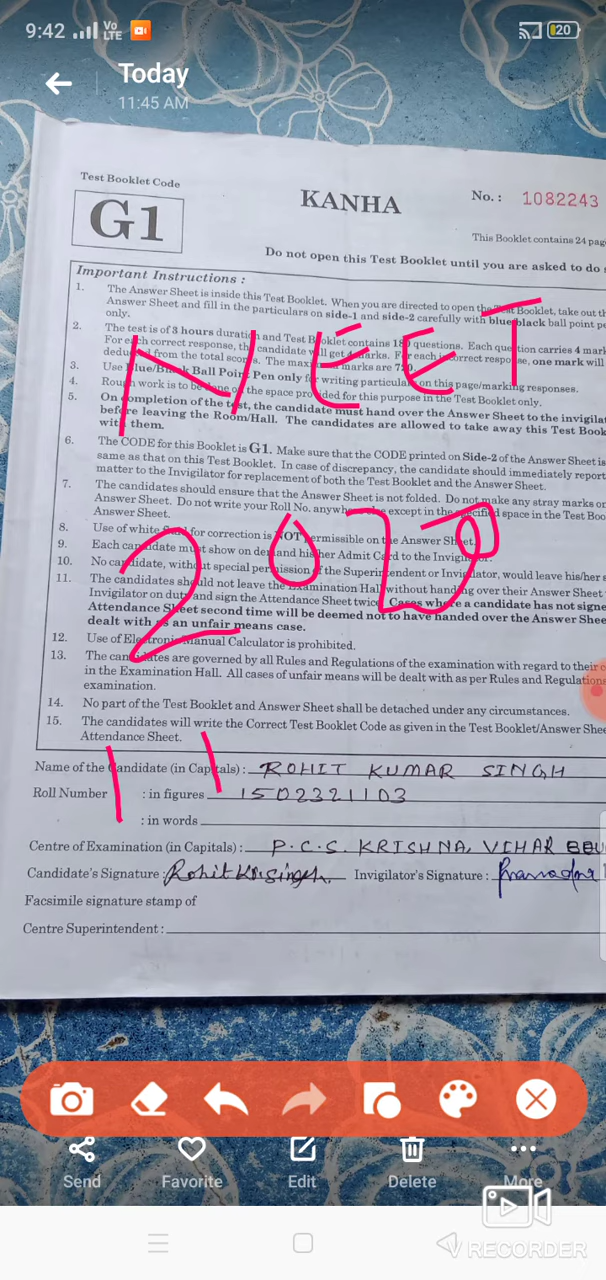 9:42 Vo LTE 20
Today
11:45 AM
Test Booklet Code
G1
KANHA
No. : 1082243
This Booklet contains 24
Do not open this Test Booklet until you are asked to do
Important Instructions :
1. The Answer Sheet is inside this Test Booklet. When you are directed to open the Test Booklet, take out
Answer Sheet and fill in the particulars on side-1 and side-2 carefully with blue/black ball point
only.
2. The test is of 3 hours duration and Test Booklet contains 180 questions. Each question carries 4
For each correct response, the candidate will get 4 marks. For each incorrect response, one mark will
deducted from the total scores. The maximum marks are 720.
3. Use Blue/Black Ball Point Pen only for writing particulars on this page/marking responses.
4. Rough work is to be done on the space provided for this purpose in the Test Booklet only.
5. On completion of the test, the candidate must hand over the Answer Sheet to the
before leaving the Room/Hall. The candidates are allowed to take away this Test
with them.
6. The CODE for this Booklet is G1. Make sure that the CODE printed on Side-2 of the Answer Sheet is
same as that on this Test Booklet. In case of discrepancy, the candidate should immediately report
matter to the Invigilator for replacement of both the Test Booklet and the Answer Sheet.
7. The candidates should ensure that the Answer Sheet is not folded. Do not make any stray marks
Answer Sheet. Do not write your Roll No. anywhere else except in the specified space in the Test
Answer Sheet.
8. Use of white fluid for correction is NOT permissible on the Answer Sheet.
9. Each candidate must show on demand his/her Admit Card to the Invigilator.
10. No candidate, without special permission of the Superintendent or Invigilator, would leave his/her
11. The candidates should not leave the Examination Hall without handing over their Answer Sheet
Invigilator on duty and sign the Attendance Sheet twice. Cases where a candidate has not
Attendance Sheet second time will be deemed not to have handed over the Answer
dealt with as an unfair means case.
12. Use of Electronic/Manual Calculator is prohibited.
13. The candidates are governed by all Rules and Regulations of the examination with regard to their
in the Examination Hall. All cases of unfair means will be dealt with as per Rules and Regulations
examination.
14. No part of the Test Booklet and Answer Sheet shall be detached under any circumstances.
15. The candidates will write the Correct Test Booklet Code as given in the Test Booklet/Answer
Attendance Sheet.
NEET
2020
Name of the Candidate (in Capitals) : ROHIT KUMAR SINGH
Roll Number : in figures 1502321103
: in words
Centre of Examination (in Capitals) : P.C.S. KRISHNA VIHAR
Candidate's Signature : Rohit Kr. singh. Invigilator's Signature :
Facsimile signature stamp of
Centre Superintendent :
Send Favorite Edit Delete More
RECORDER